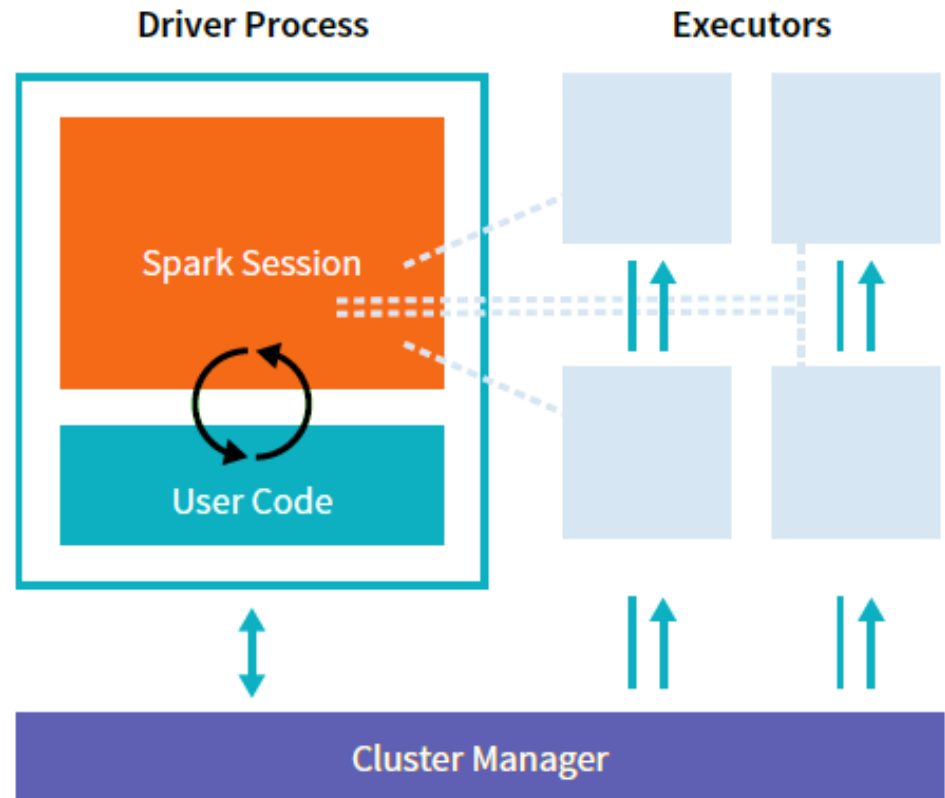 Driver Process
Executors
Spark Session
User Code
Cluster Manager